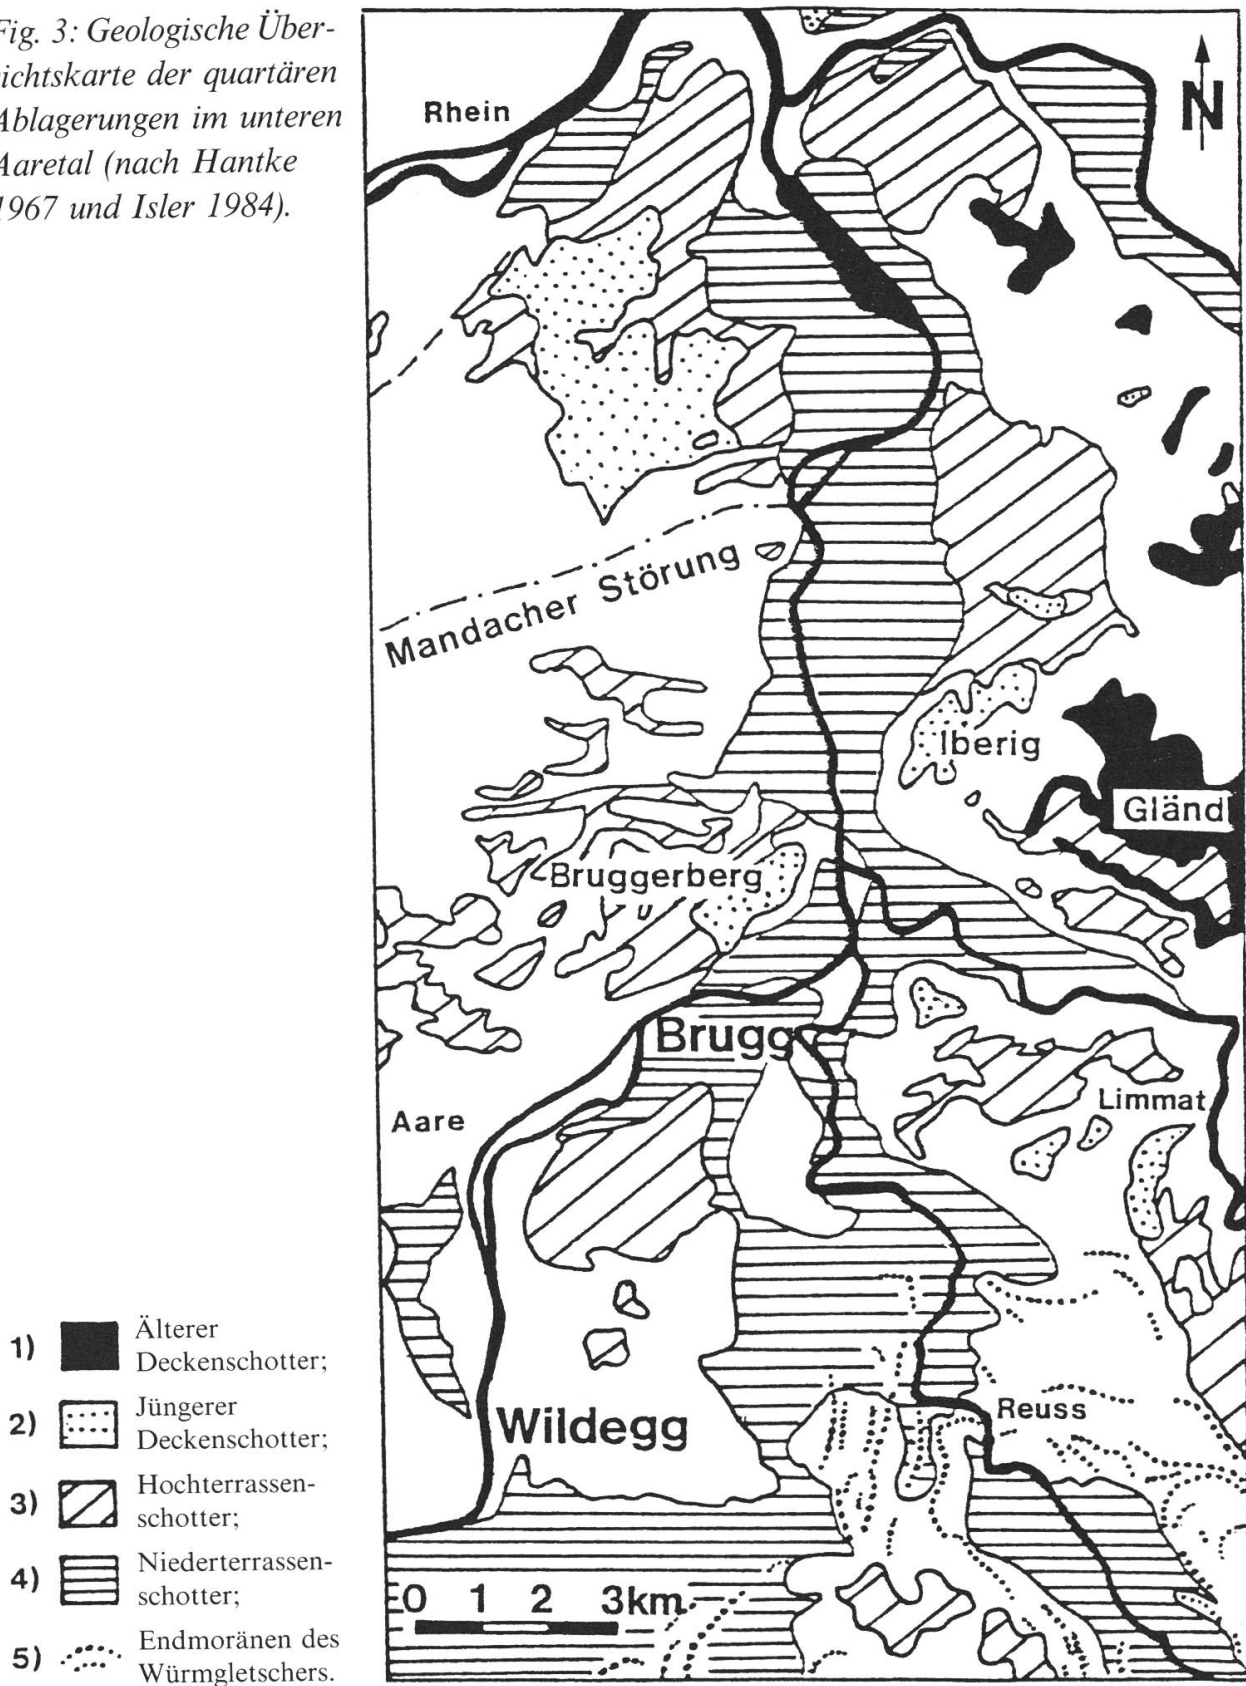 Fig. 3: Geologische Über-
sichtskarte der quartären
Ablagerungen im unteren
Aaretal (nach Hantke
1967 und Isler 1984).
N
Rhein
Mandacher Störung
Iberig
Gländ
Bruggerberg
Brugg
Limmat
Aare
Reuss
Wildegg
0 1 2 3km
1) Älterer
Deckenschotter;
2) Jüngerer
Deckenschotter;
3) Hochterrassen-
schotter;
4) Niederterrassen-
schotter;
5) Endmoränen des
Würmgletschers.